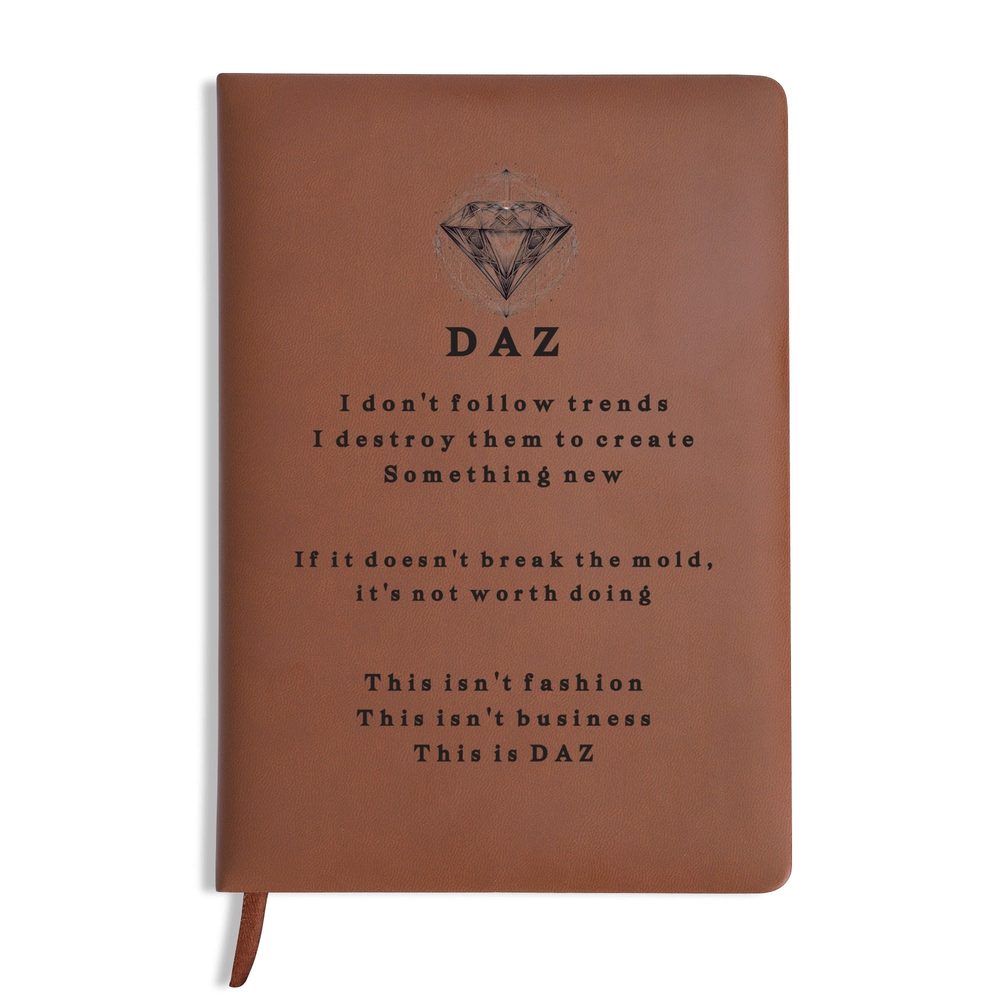 DAZ
I don't follow trends
I destroy them to create
Something new
If it doesn't break the mold,
it's not worth doing
This isn't fashion
This isn't business
This is DAZ